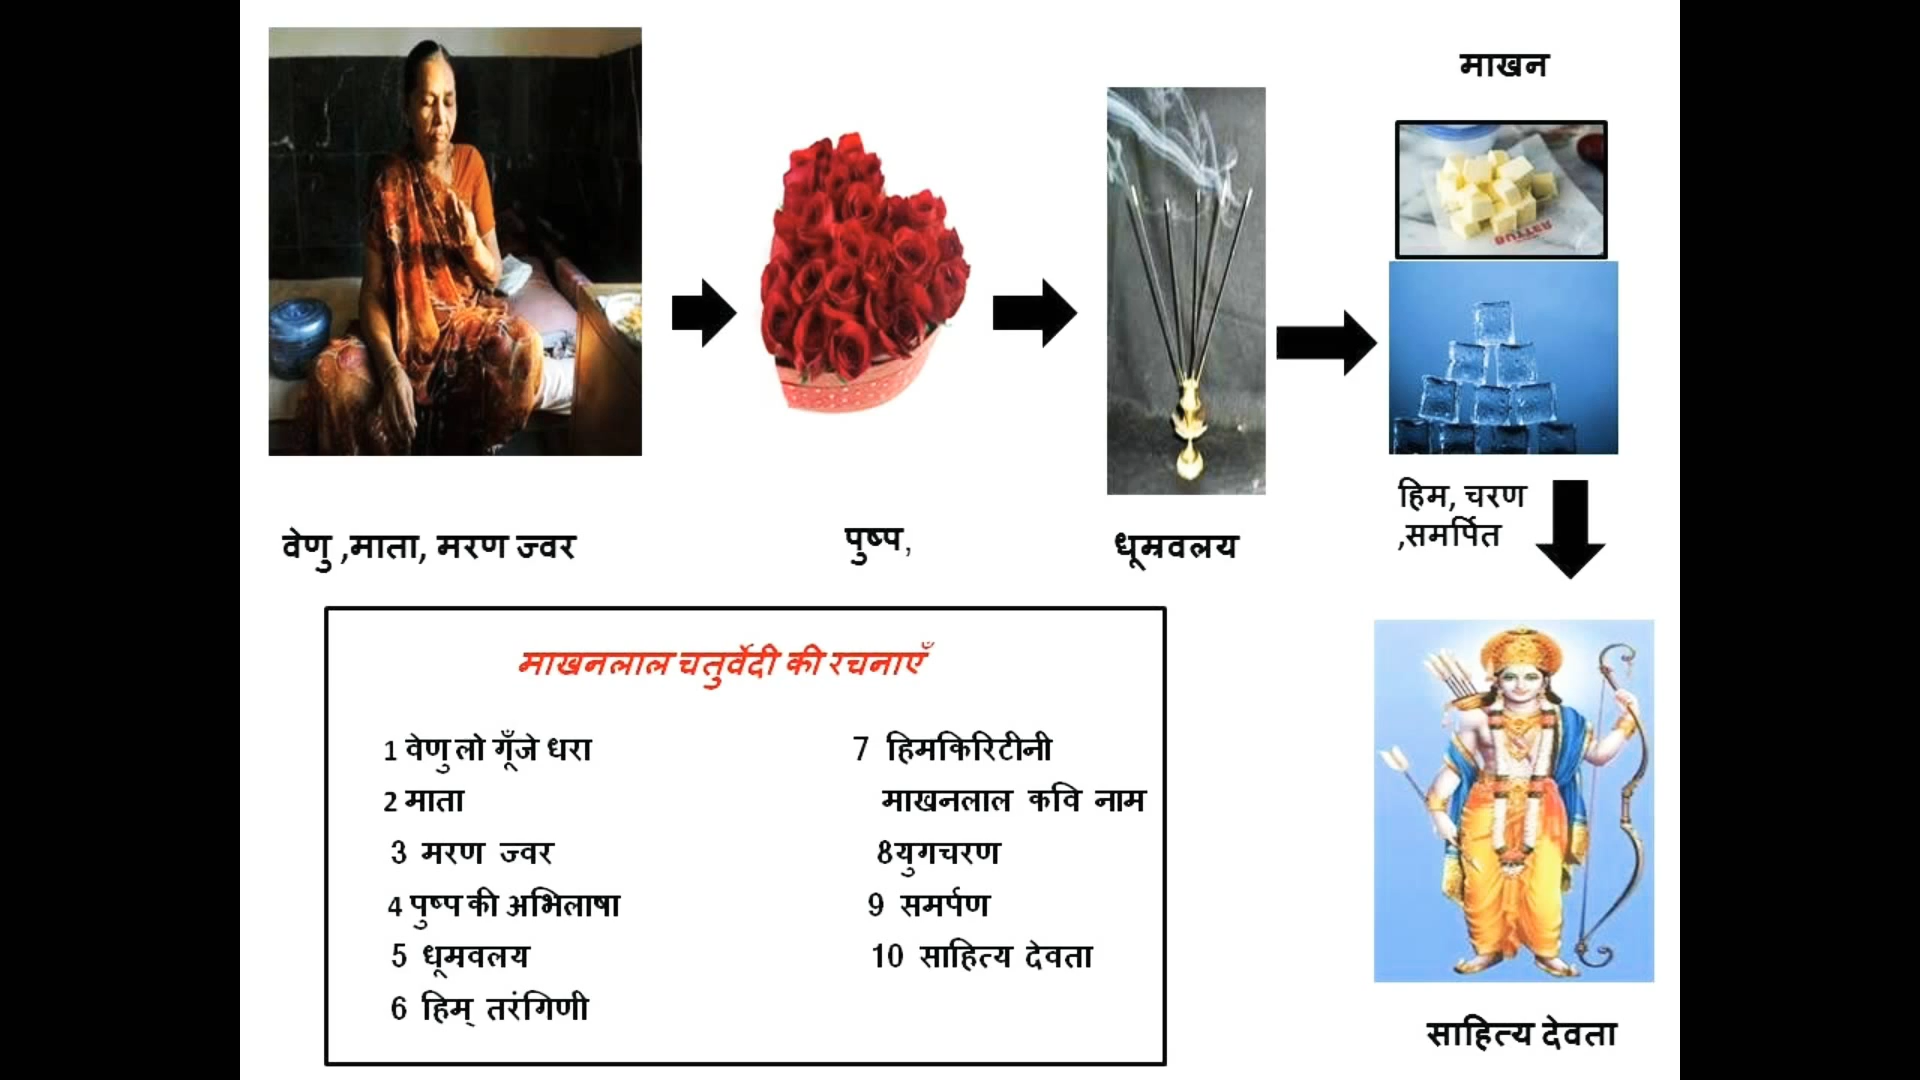 माखन
BUTTER
हिम, चरण
,समर्पित
वेणु ,माता, मरण ज्वर
पुष्प,
धूम्रवलय
माखनलाल चतुर्वेदी की रचनाएँ
1 वेणु लो गूँजे धरा
2 माता
3 मरण ज्वर
4 पुष्प की अभिलाषा
5 धूमवलय
6 हिम् तरंगिणी
7 हिमकिरिटीनी
माखनलाल कवि नाम
8युगचरण
9 समर्पण
10 साहित्य देवता
साहित्य देवता